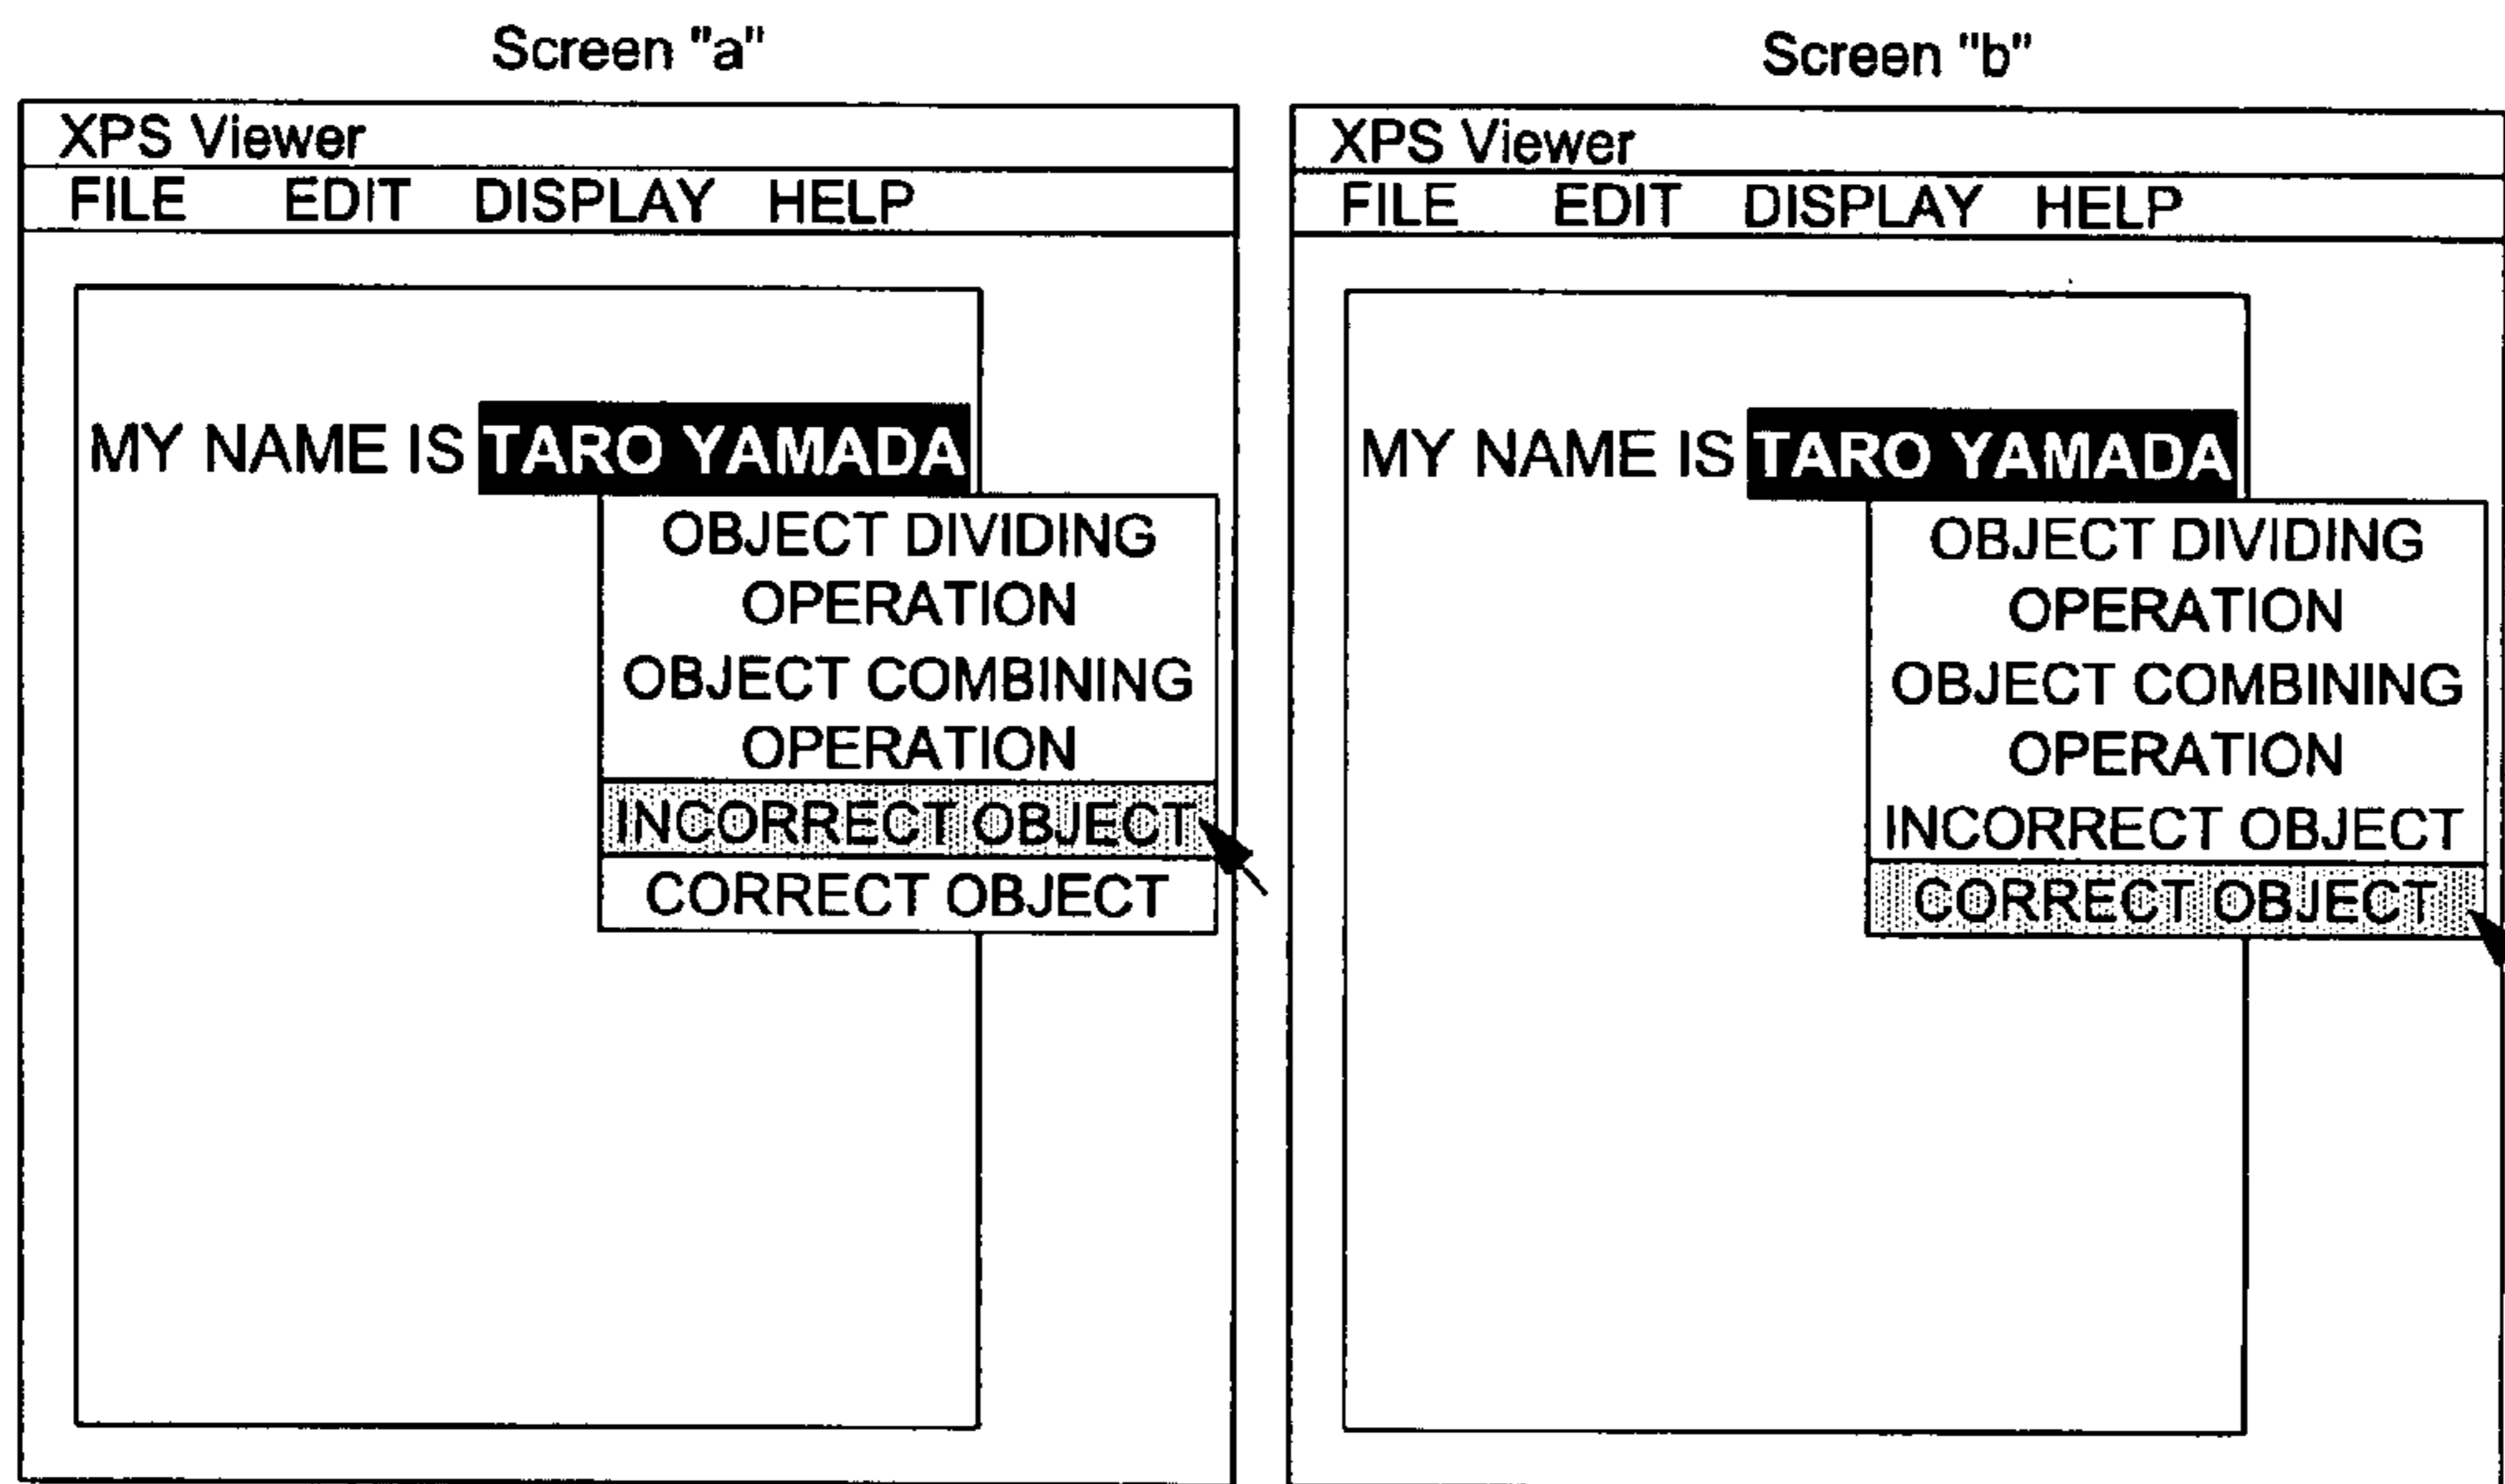 Screen "a"
XPS Viewer
FILE EDIT DISPLAY HELP
MY NAME IS TARO YAMADA
OBJECT DIVIDING
OPERATION
OBJECT COMBINING
OPERATION
INCORRECT OBJECT
CORRECT OBJECT
Screen "b"
XPS Viewer
FILE EDIT DISPLAY HELP
MY NAME IS TARO YAMADA
OBJECT DIVIDING
OPERATION
OBJECT COMBINING
OPERATION
INCORRECT OBJECT
CORRECT OBJECT